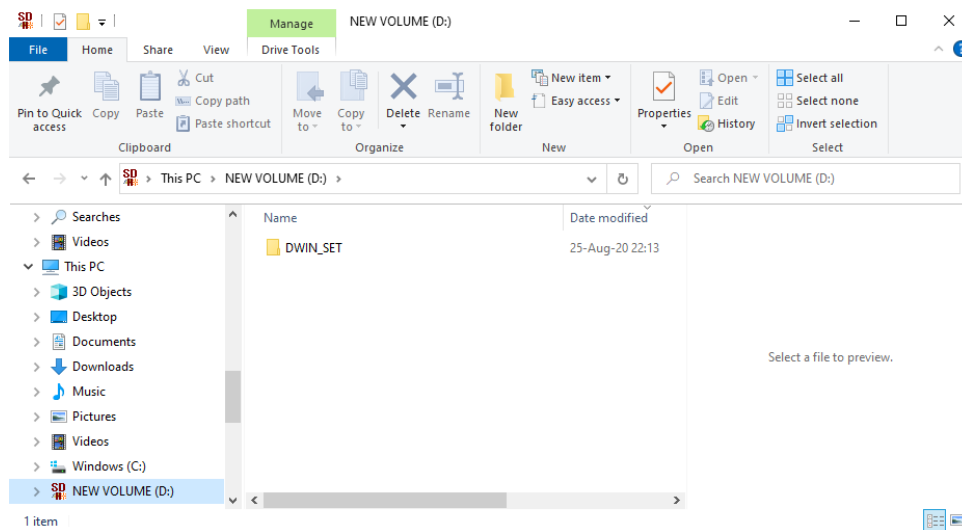 Manage
NEW VOLUME (D:)
File
Home
Share
View
Drive Tools
Pin to Quick access
Copy
Paste
Cut
Copy path
Paste shortcut
Clipboard
Move to
Copy to
Delete
Rename
Organize
New folder
New item
Easy access
New
Properties
Open
Edit
History
Open
Select all
Select none
Invert selection
Select
This PC > NEW VOLUME (D:) >
Search NEW VOLUME (D:)
Searches
Videos
This PC
3D Objects
Desktop
Documents
Downloads
Music
Pictures
Videos
Windows (C:)
NEW VOLUME (D:)
Name
Date modified
DWIN_SET
25-Aug-20 22:13
Select a file to preview.
1 item